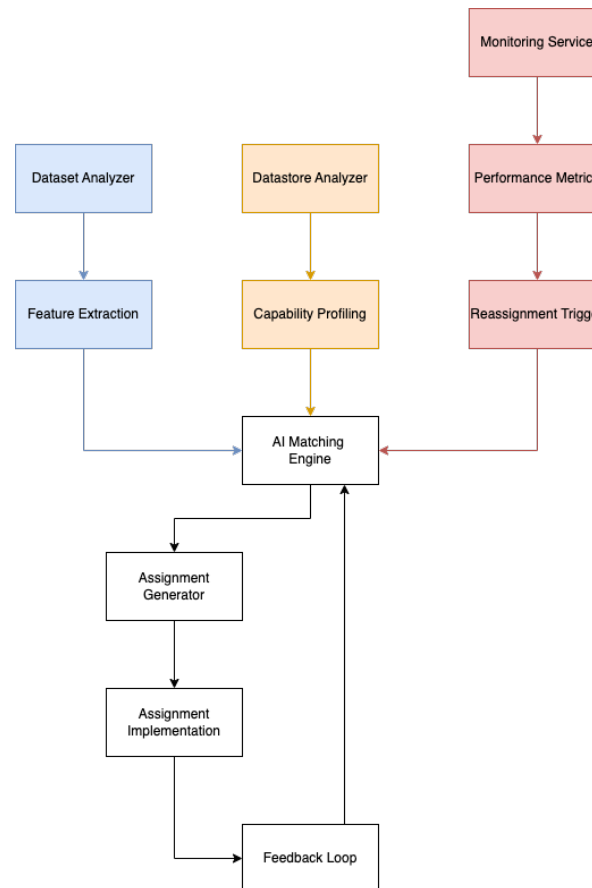 Monitoring Service
Dataset Analyzer
Datastore Analyzer
Performance Metric
Feature Extraction
Capability Profiling
Reassignment Trigge
AI Matching
Engine
Assignment
Generator
Assignment
Implementation
Feedback Loop